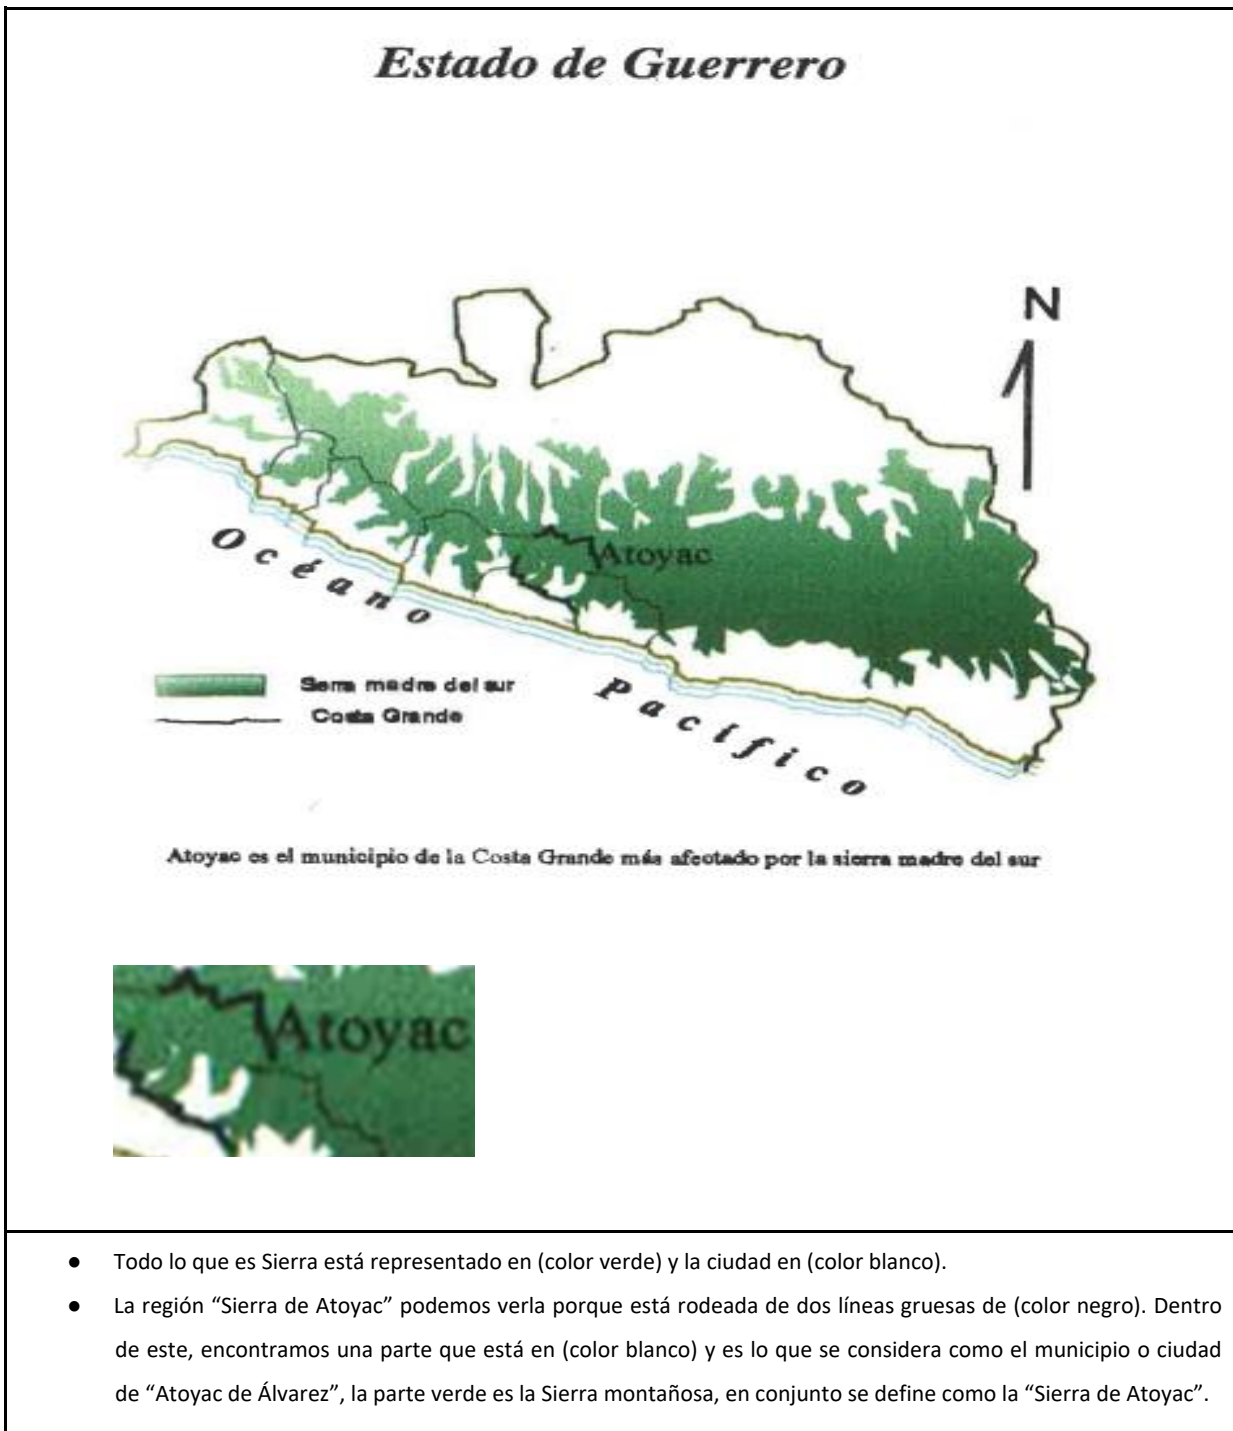 Estado de Guerrero
N
Atoyac
Océano
Pacífico
Sierra madre del sur
Costa Grande
Atoyac es el municipio de la Costa Grande más afectado por la sierra madre del sur
Atoyac
● Todo lo que es Sierra está representado en (color verde) y la ciudad en (color blanco).
● La región “Sierra de Atoyac” podemos verla porque está rodeada de dos líneas gruesas de (color negro). Dentro
de este, encontramos una parte que está en (color blanco) y es lo que se considera como el municipio o ciudad
de “Atoyac de Álvarez”, la parte verde es la Sierra montañosa, en conjunto se define como la “Sierra de Atoyac”.